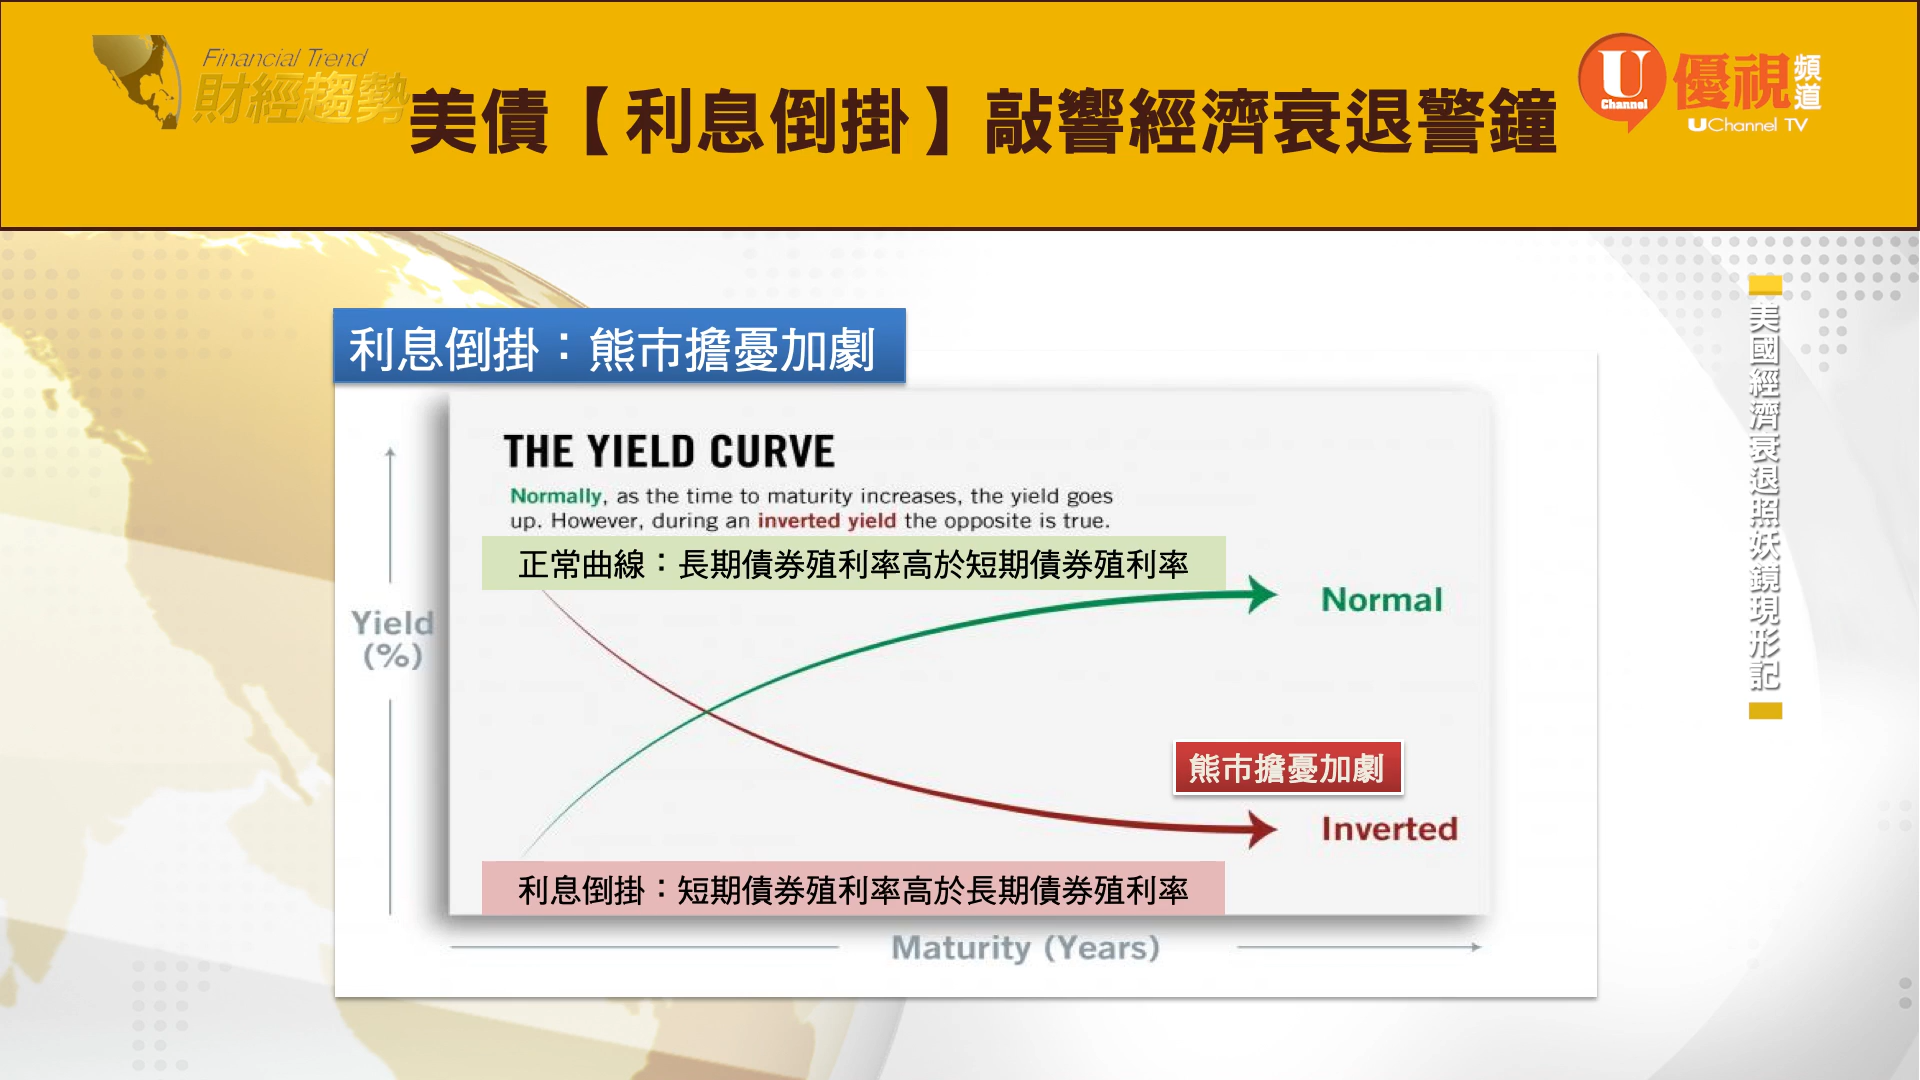 Financial Trend
財經趨勢
美債【利息倒掛】敲響經濟衰退警鐘
U
Channel
優視頻道
UChannel TV
利息倒掛：熊市擔憂加劇
THE YIELD CURVE
Normally, as the time to maturity increases, the yield goes
up. However, during an inverted yield the opposite is true.
正常曲線：長期債券殖利率高於短期債券殖利率
Normal
Yield
(%)
熊市擔憂加劇
Inverted
利息倒掛：短期債券殖利率高於長期債券殖利率
Maturity (Years)
美國經濟衰退照妖鏡現形記